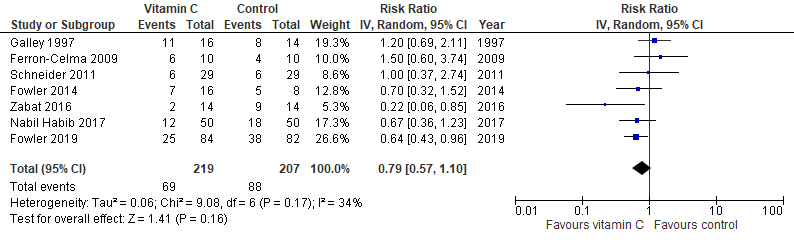 Vitamin C Control Risk Ratio Risk Ratio
Study or Subgroup Events Total Events Total Weight IV, Random, 95% CI Year IV, Random, 95% CI
Galley 1997 11 16 8 14 19.3% 1.20 [0.69, 2.11] 1997
Ferron-Celma 2009 6 10 4 10 10.0% 1.50 [0.60, 3.74] 2009
Schneider 2011 6 29 6 29 8.6% 1.00 [0.37, 2.74] 2011
Fowler 2014 7 16 5 8 12.8% 0.70 [0.32, 1.52] 2014
Zabat 2016 2 14 9 14 5.3% 0.22 [0.06, 0.85] 2016
Nabil Habib 2017 12 50 18 50 17.4% 0.67 [0.36, 1.23] 2017
Fowler 2019 25 84 38 82 26.6% 0.64 [0.43, 0.96] 2019
Total (95% CI) 219 207 100.0% 0.79 [0.57, 1.10]
Total events 69 88
Heterogeneity: Tau² = 0.06; Chi² = 9.08, df = 6 (P = 0.17); I² = 34%
Test for overall effect: Z = 1.41 (P = 0.16)
0.01 0.1 1 10 100
Favours vitamin C Favours control